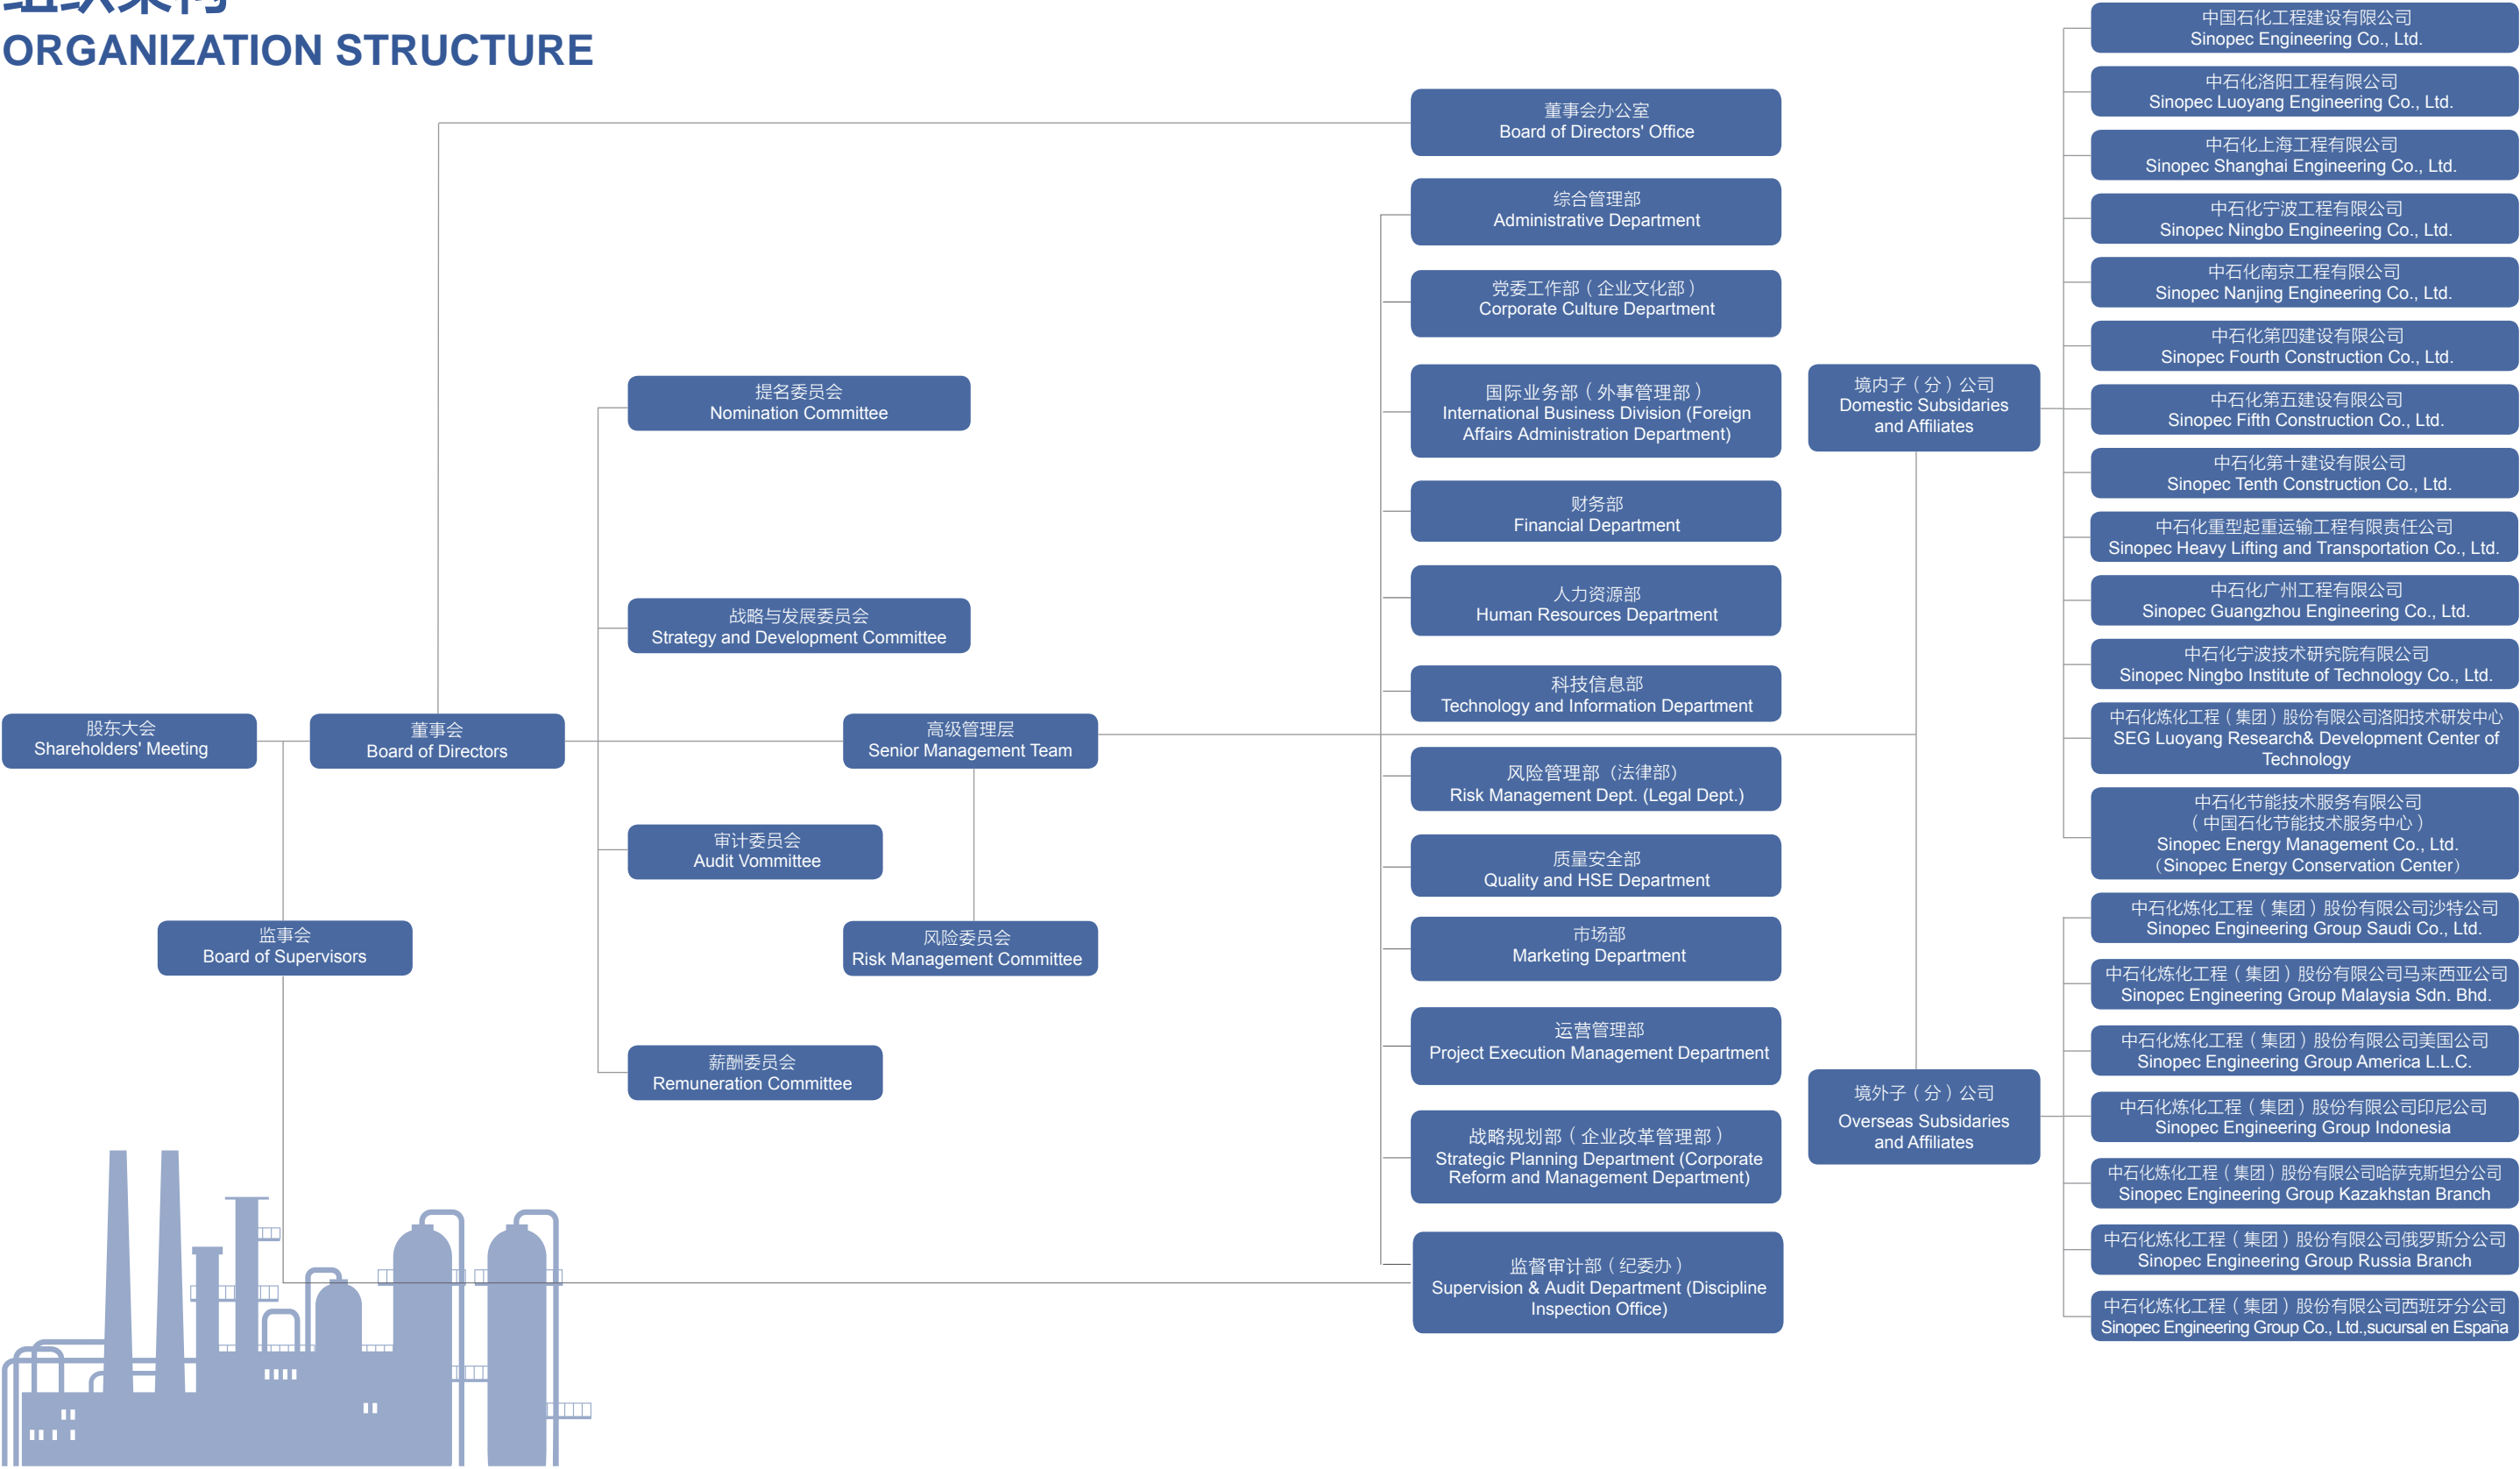 组织架构
ORGANIZATION STRUCTURE
股东大会
Shareholders' Meeting
董事会
Board of Directors
监事会
Board of Supervisors
提名委员会
Nomination Committee
战略与发展委员会
Strategy and Development Committee
审计委员会
Audit Vommittee
薪酬委员会
Remuneration Committee
高级管理层
Senior Management Team
风险委员会
Risk Management Committee
董事会办公室
Board of Directors' Office
综合管理部
Administrative Department
党委工作部（企业文化部）
Corporate Culture Department
国际业务部（外事管理部）
International Business Division (Foreign
Affairs Administration Department)
财务部
Financial Department
人力资源部
Human Resources Department
科技信息部
Technology and Information Department
风险管理部（法律部）
Risk Management Dept. (Legal Dept.)
质量安全部
Quality and HSE Department
市场部
Marketing Department
运营管理部
Project Execution Management Department
战略规划部（企业改革管理部）
Strategic Planning Department (Corporate
Reform and Management Department)
监督审计部（纪委办）
Supervision & Audit Department (Discipline
Inspection Office)
境内子（分）公司
Domestic Subsidaries
and Affiliates
境外子（分）公司
Overseas Subsidaries
and Affiliates
中国石化工程建设有限公司
Sinopec Engineering Co., Ltd.
中石化洛阳工程有限公司
Sinopec Luoyang Engineering Co., Ltd.
中石化上海工程有限公司
Sinopec Shanghai Engineering Co., Ltd.
中石化宁波工程有限公司
Sinopec Ningbo Engineering Co., Ltd.
中石化南京工程有限公司
Sinopec Nanjing Engineering Co., Ltd.
中石化第四建设有限公司
Sinopec Fourth Construction Co., Ltd.
中石化第五建设有限公司
Sinopec Fifth Construction Co., Ltd.
中石化第十建设有限公司
Sinopec Tenth Construction Co., Ltd.
中石化重型起重运输工程有限责任公司
Sinopec Heavy Lifting and Transportation Co., Ltd.
中石化广州工程有限公司
Sinopec Guangzhou Engineering Co., Ltd.
中石化宁波技术研究院有限公司
Sinopec Ningbo Institute of Technology Co., Ltd.
中石化炼化工程（集团）股份有限公司洛阳技术研发中心
SEG Luoyang Research& Development Center of
Technology
中石化节能技术服务有限公司
（中国石化节能技术服务中心）
Sinopec Energy Management Co., Ltd.
（Sinopec Energy Conservation Center）
中石化炼化工程（集团）股份有限公司沙特公司
Sinopec Engineering Group Saudi Co., Ltd.
中石化炼化工程（集团）股份有限公司马来西亚公司
Sinopec Engineering Group Malaysia Sdn. Bhd.
中石化炼化工程（集团）股份有限公司美国公司
Sinopec Engineering Group America L.L.C.
中石化炼化工程（集团）股份有限公司印尼公司
Sinopec Engineering Group Indonesia
中石化炼化工程（集团）股份有限公司哈萨克斯坦分公司
Sinopec Engineering Group Kazakhstan Branch
中石化炼化工程（集团）股份有限公司俄罗斯分公司
Sinopec Engineering Group Russia Branch
中石化炼化工程（集团）股份有限公司西班牙分公司
Sinopec Engineering Group Co., Ltd.,sucursal en España